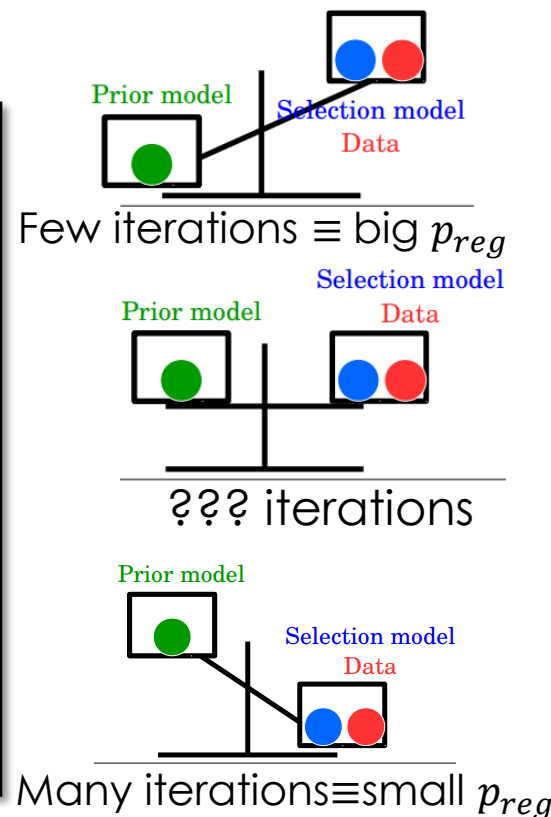 Prior model
Selection model
Data
Few iterations ≡ big p_reg
Selection model
Prior model
Data
??? iterations
Prior model
Selection model
Data
Many iterations≡small p_reg